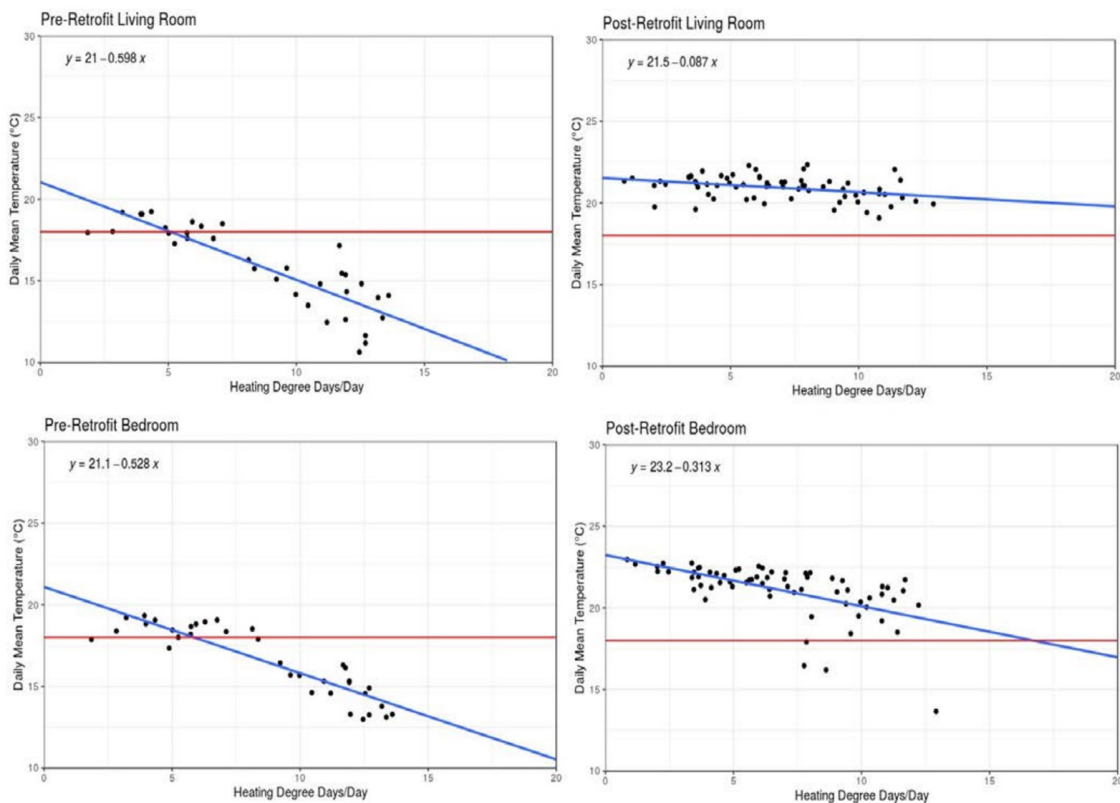 Pre-Retrofit Living Room
30
25
20
15
10
Daily Mean Temperature (°C)
y = 21 − 0.598 x
0 5 10 15 20
Heating Degree Days/Day
Post-Retrofit Living Room
30
25
20
15
10
Daily Mean Temperature (°C)
y = 21.5 − 0.087 x
0 5 10 15 20
Heating Degree Days/Day
Pre-Retrofit Bedroom
30
25
20
15
10
Daily Mean Temperature (°C)
y = 21.1 − 0.528 x
0 5 10 15 20
Heating Degree Days/Day
Post-Retrofit Bedroom
30
25
20
15
10
Daily Mean Temperature (°C)
y = 23.2 − 0.313 x
0 5 10 15 20
Heating Degree Days/Day